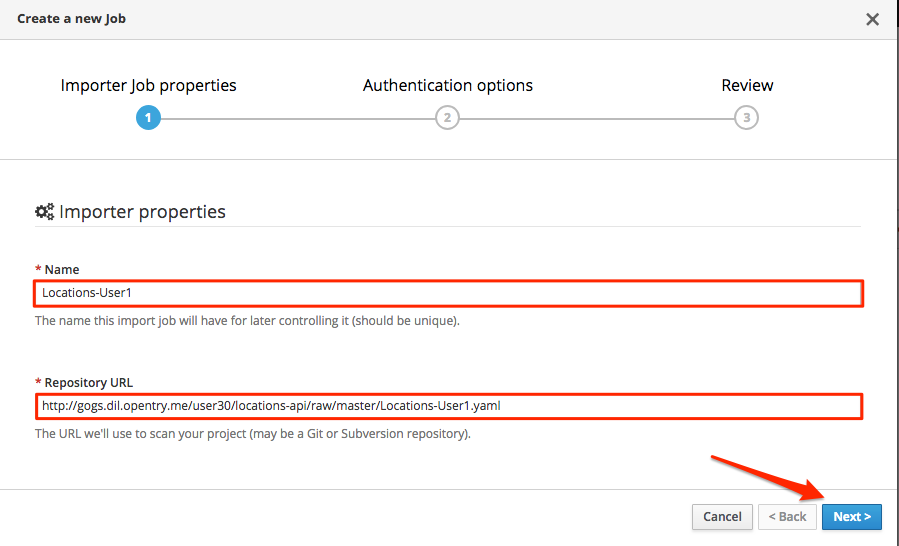 Create a new Job
Importer Job properties Authentication options Review
1 2 3
Importer properties
* Name
Locations-User1
The name this import job will have for later controlling it (should be unique).
* Repository URL
http://gogs.dil.opentry.me/user30/locations-api/raw/master/Locations-User1.yaml
The URL we'll use to scan your project (may be a Git or Subversion repository).
Cancel < Back Next >